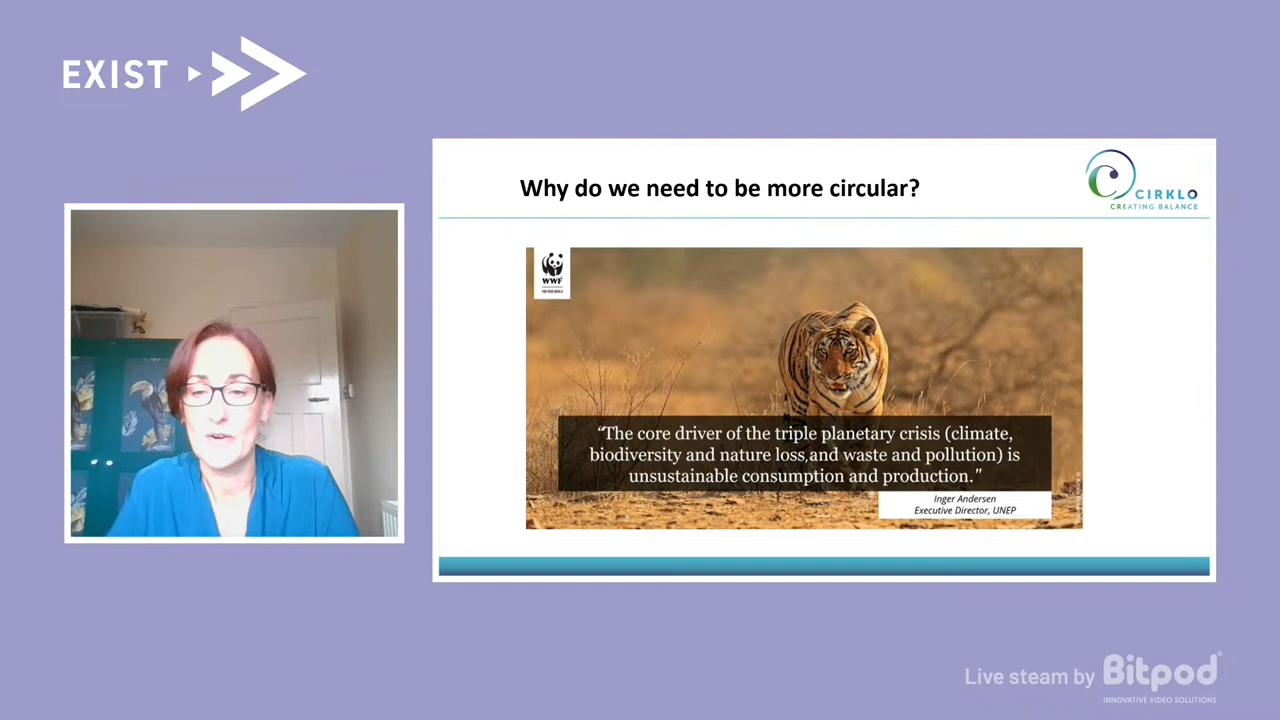 EXIST
Why do we need to be more circular?
CIRKLO
CREATING BALANCE
WWF
“The core driver of the triple planetary crisis (climate,
biodiversity and nature loss,and waste and pollution) is
unsustainable consumption and production."
Inger Andersen
Executive Director, UNEP
Live steam by Bitpod
INNOVATIVE VIDEO SOLUTIONS